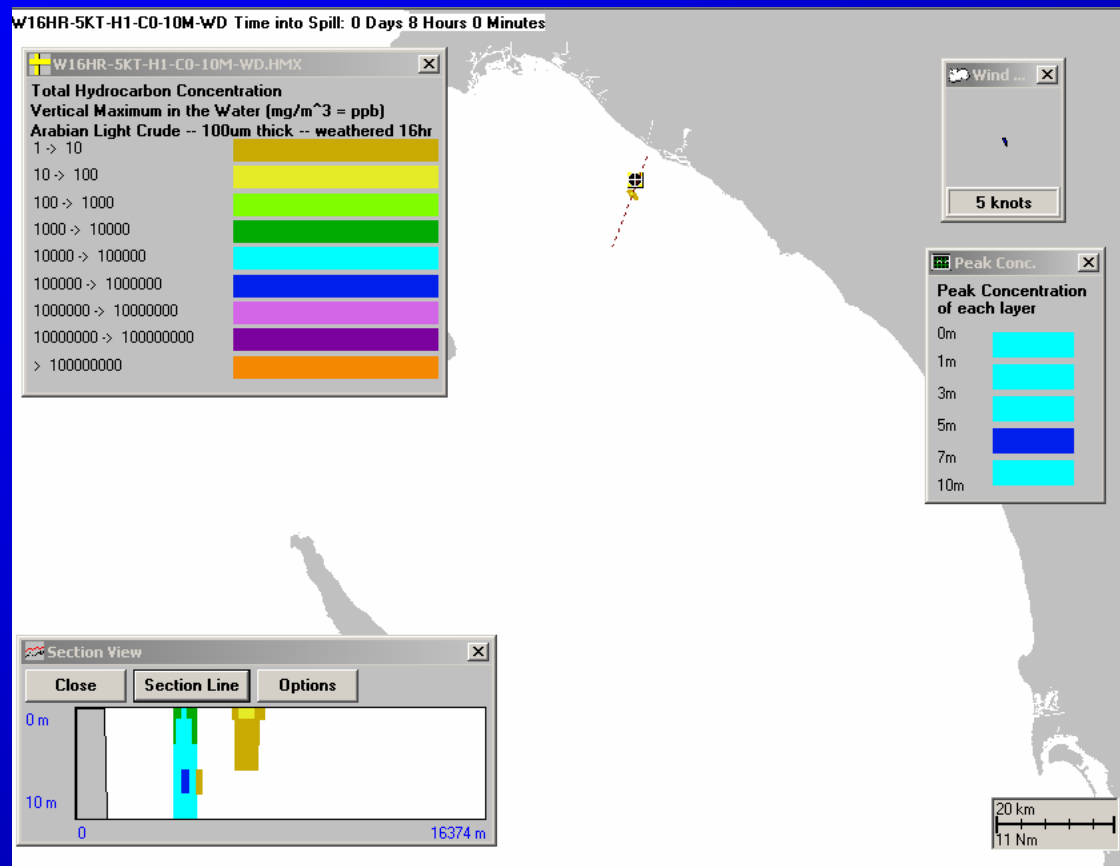 W16HR-5KT-H1-C0-10M-WD Time into Spill: 0 Days 8 Hours 0 Minutes
W16HR-5KT-H1-C0-10M-WD.HMX
Total Hydrocarbon Concentration
Vertical Maximum in the Water (mg/m^3 = ppb)
Arabian Light Crude -- 100um thick -- weathered 16hr
1 -> 10
10 -> 100
100 -> 1000
1000 -> 10000
10000 -> 100000
100000 -> 1000000
1000000 -> 10000000
10000000 -> 100000000
> 100000000
Wind ...
5 knots
Peak Conc.
Peak Concentration
of each layer
0m
1m
3m
5m
7m
10m
Section View
Close Section Line Options
0 m
10 m
0 16374 m
20 km
11 Nm